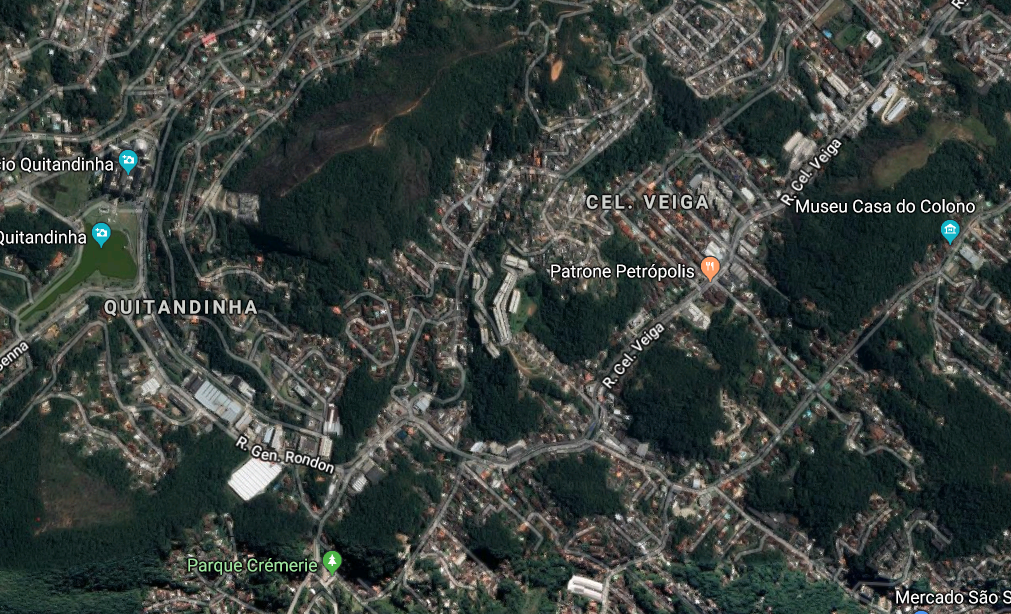 R.
cio Quitandinha
R. Cel. Veiga
CEL. VEIGA
Museu Casa do Colono
Quitandinha
Patrone Petrópolis
QUITANDINHA
R. Cel. Veiga
Senna
R. Gen. Rondon
Parque Crémerie
Mercado São S